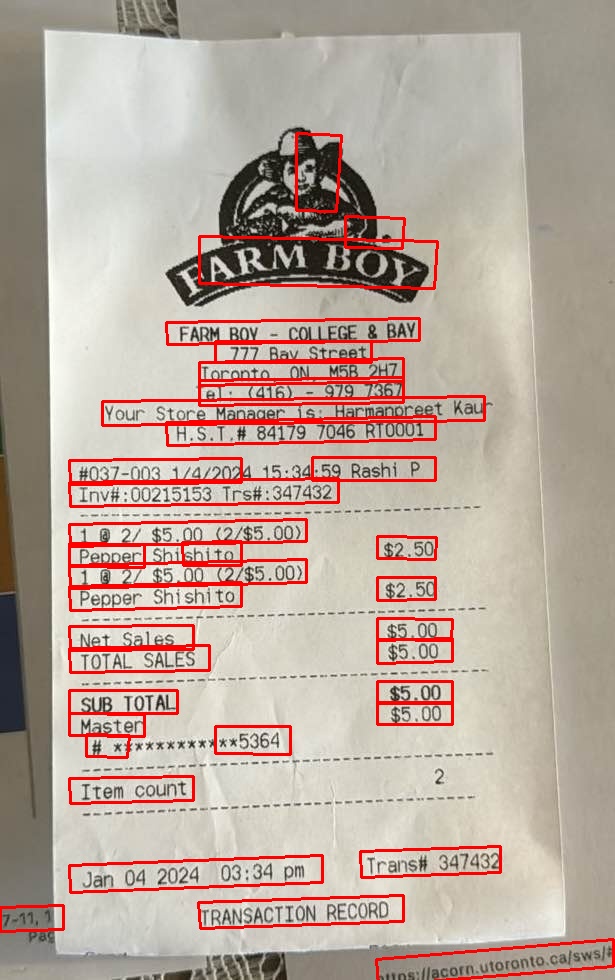 FARM BOY
FARM BOY - COLLEGE & BAY
777 Bay Street
Toronto ON, M5B 2H7
Tel: (416) - 979 7367
Your Store Manager is: Harmanpreet Kaur
H.S.T.# 84179 7046 RT0001
#037-003 1/4/2024 15:34:59 Rashi P
Inv#:00215153 Trs#:347432
1 @ 2/ $5.00 (2/$5.00)
Pepper Shishito $2.50
1 @ 2/ $5.00 (2/$5.00)
Pepper Shishito $2.50
Net Sales $5.00
TOTAL SALES $5.00
SUB TOTAL $5.00
Master $5.00
# ************5364
Item count 2
Jan 04 2024 03:34 pm Trans# 347432
TRANSACTION RECORD
7-11, 1
Pag
https://acorn.utoronto.ca/sws/